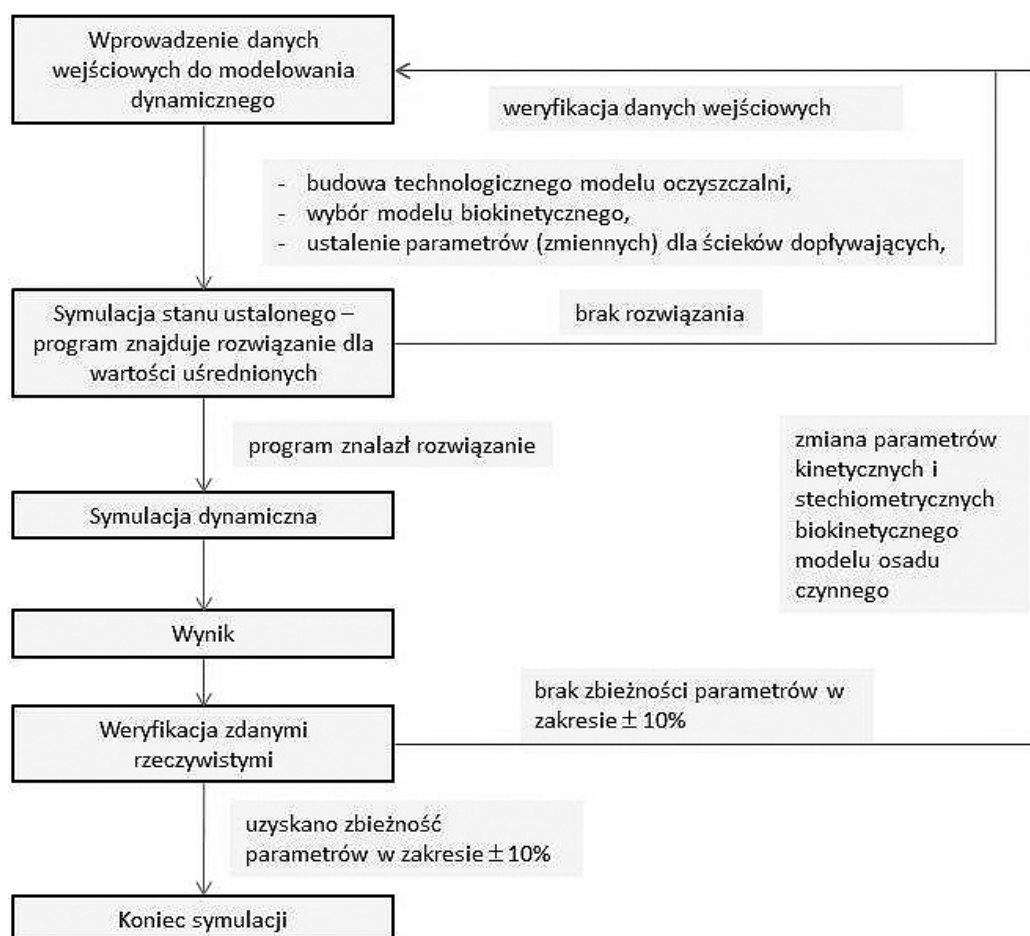 Wprowadzenie danych
wejściowych do modelowania
dynamicznego
weryfikacja danych wejściowych
- budowa technologicznego modelu oczyszczalni,
- wybór modelu biokinetycznego,
- ustalenie parametrów (zmiennych) dla ścieków dopływających,
Symulacja stanu ustalonego –
program znajduje rozwiązanie dla
wartości uśrednionych
brak rozwiązania
program znalazł rozwiązanie
zmiana parametrów
kinetycznych i
stechiometrycznych
biokinetycznego
modelu osadu
czynnego
Symulacja dynamiczna
Wynik
brak zbieżności parametrów w
zakresie ± 10%
Weryfikacja zdanymi
rzeczywistymi
uzyskano zbieżność
parametrów w zakresie ± 10%
Koniec symulacji